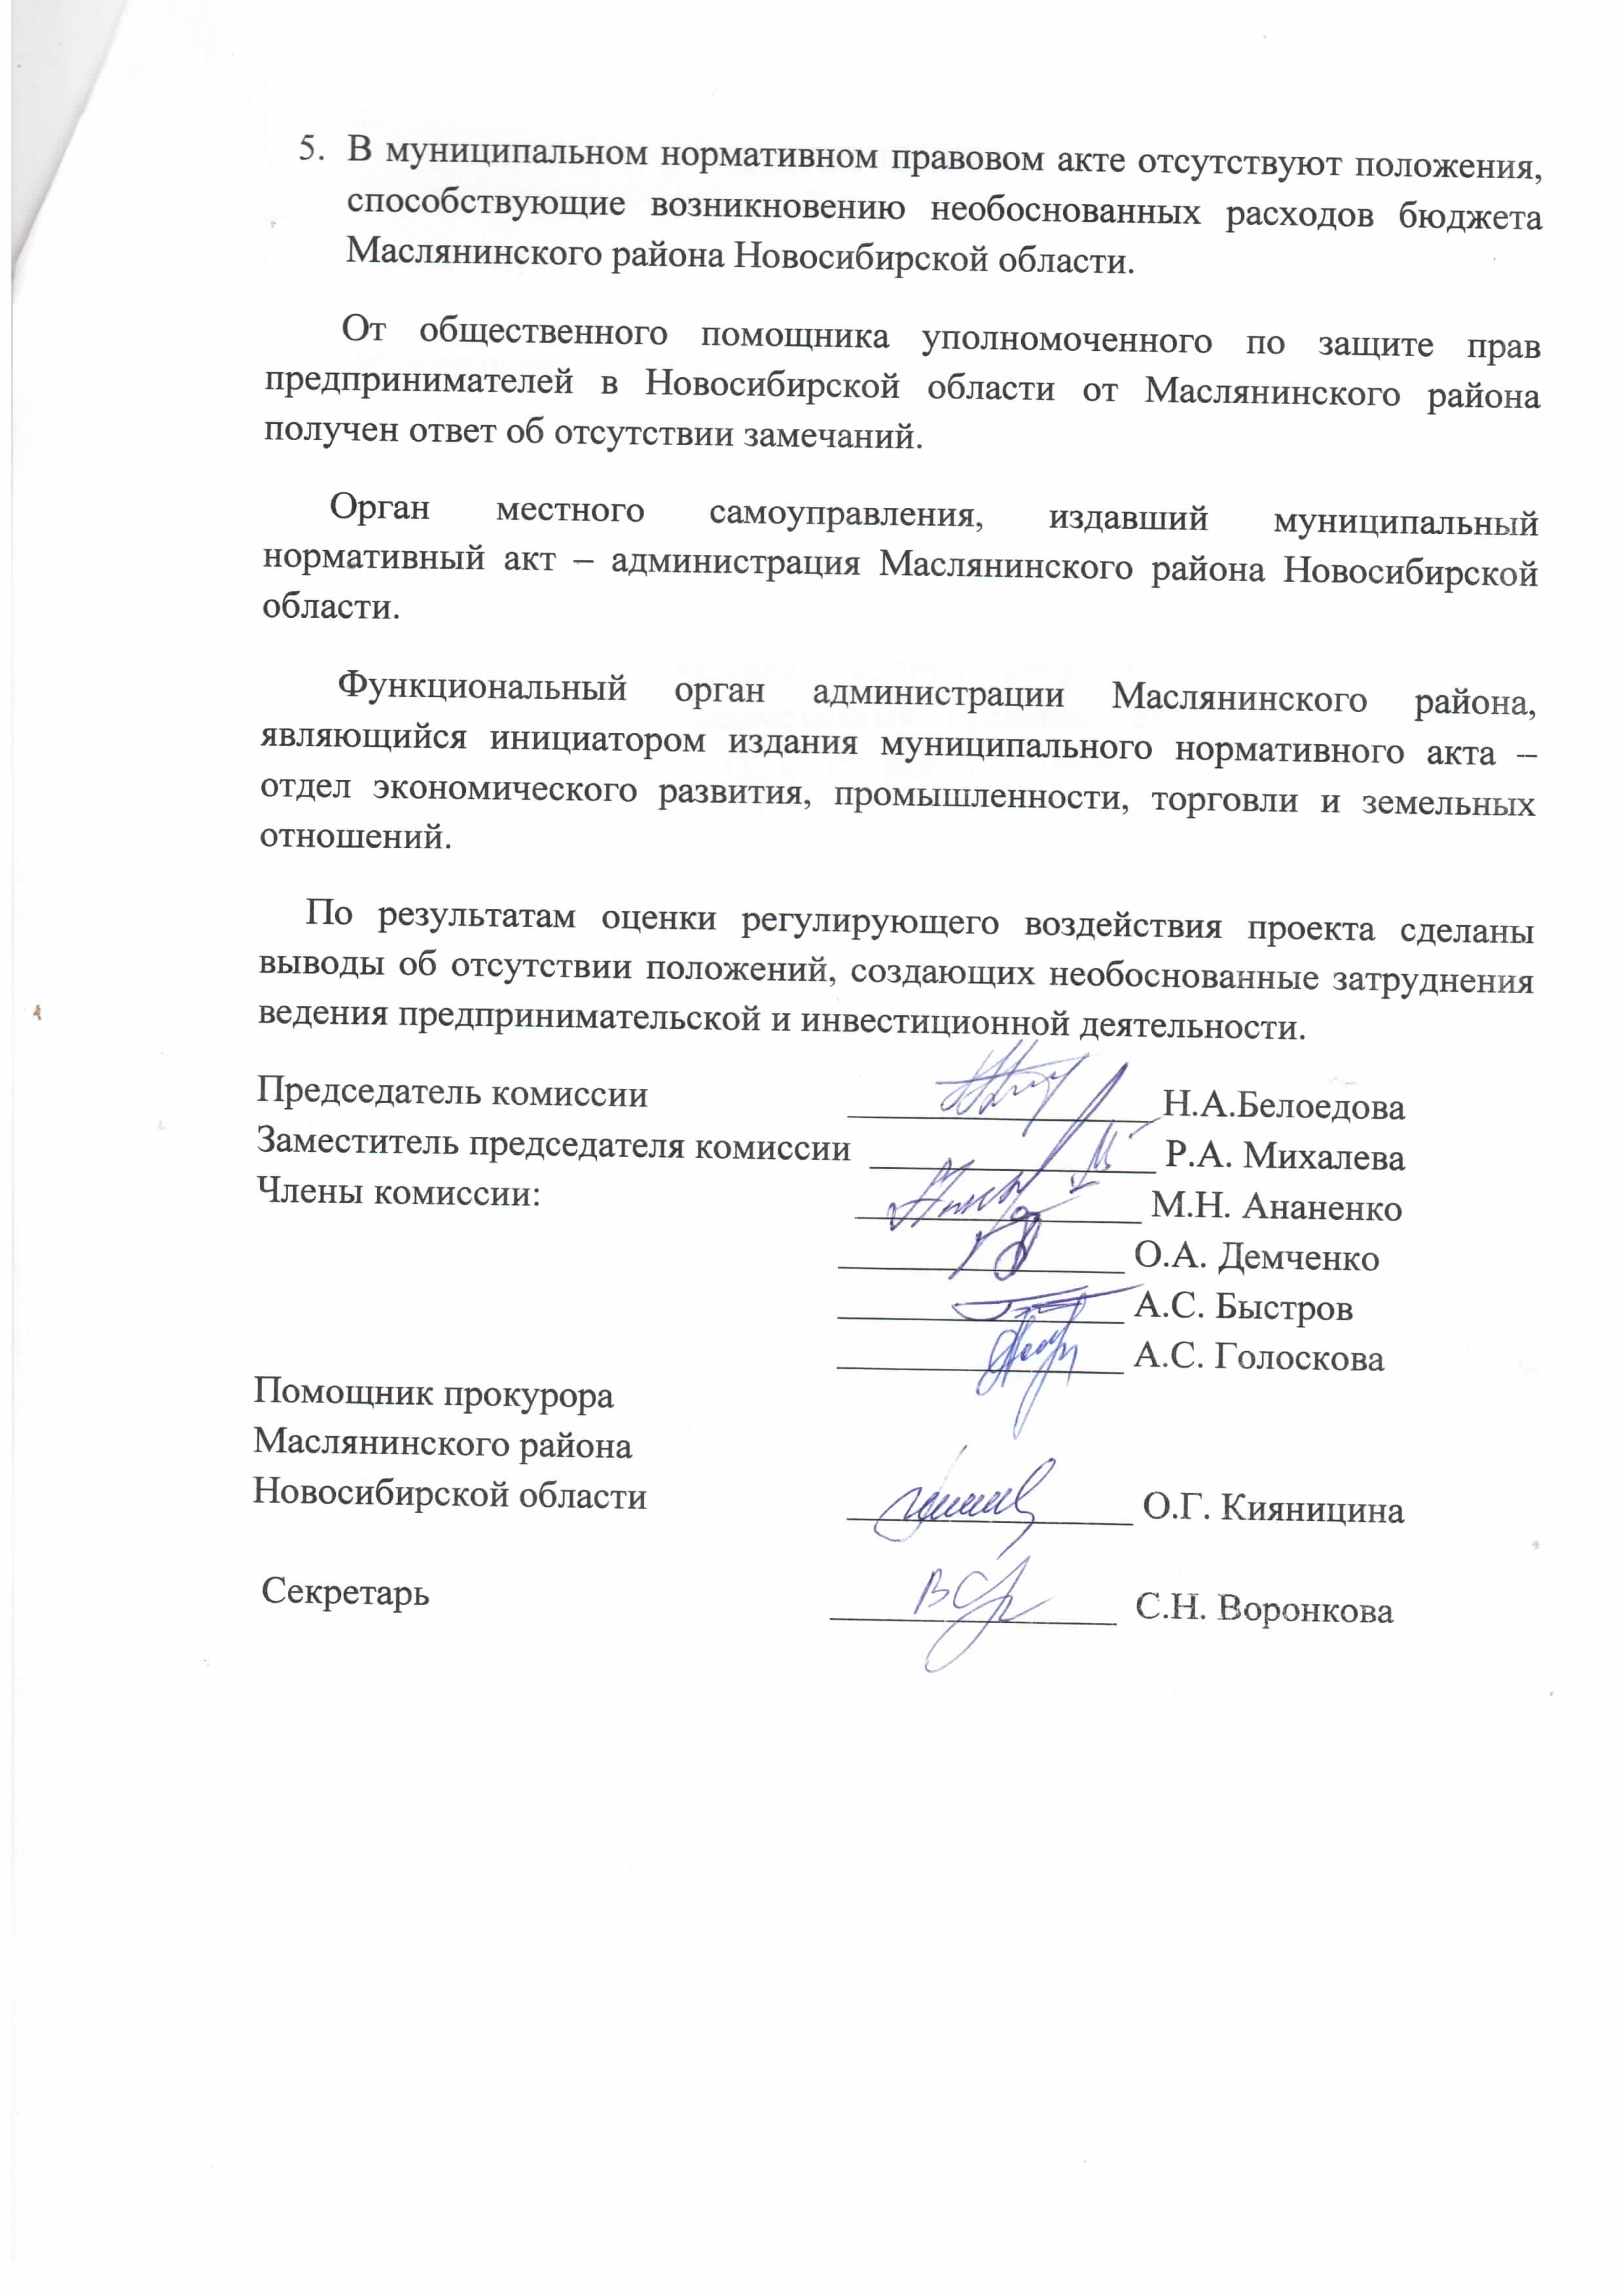 5. В муниципальном нормативном правовом акте отсутствуют положения,
способствующие возникновению необоснованных расходов бюджета
Маслянинского района Новосибирской области.
От общественного помощника уполномоченного по защите прав
предпринимателей в Новосибирской области от Маслянинского района
получен ответ об отсутствии замечаний.
Орган местного самоуправления, издавший муниципальный
нормативный акт – администрация Маслянинского района Новосибирской
области.
Функциональный орган администрации Маслянинского района,
являющийся инициатором издания муниципального нормативного акта –
отдел экономического развития, промышленности, торговли и земельных
отношений.
По результатам оценки регулирующего воздействия проекта сделаны
выводы об отсутствии положений, создающих необоснованные затруднения
ведения предпринимательской и инвестиционной деятельности.
Председатель комиссии Н.А.Белоедова
Заместитель председателя комиссии Р.А. Михалева
Члены комиссии: М.Н. Ананенко
О.А. Демченко
А.С. Быстров
А.С. Голоскова
Помощник прокурора
Маслянинского района
Новосибирской области О.Г. Кияницина
Секретарь С.Н. Воронкова